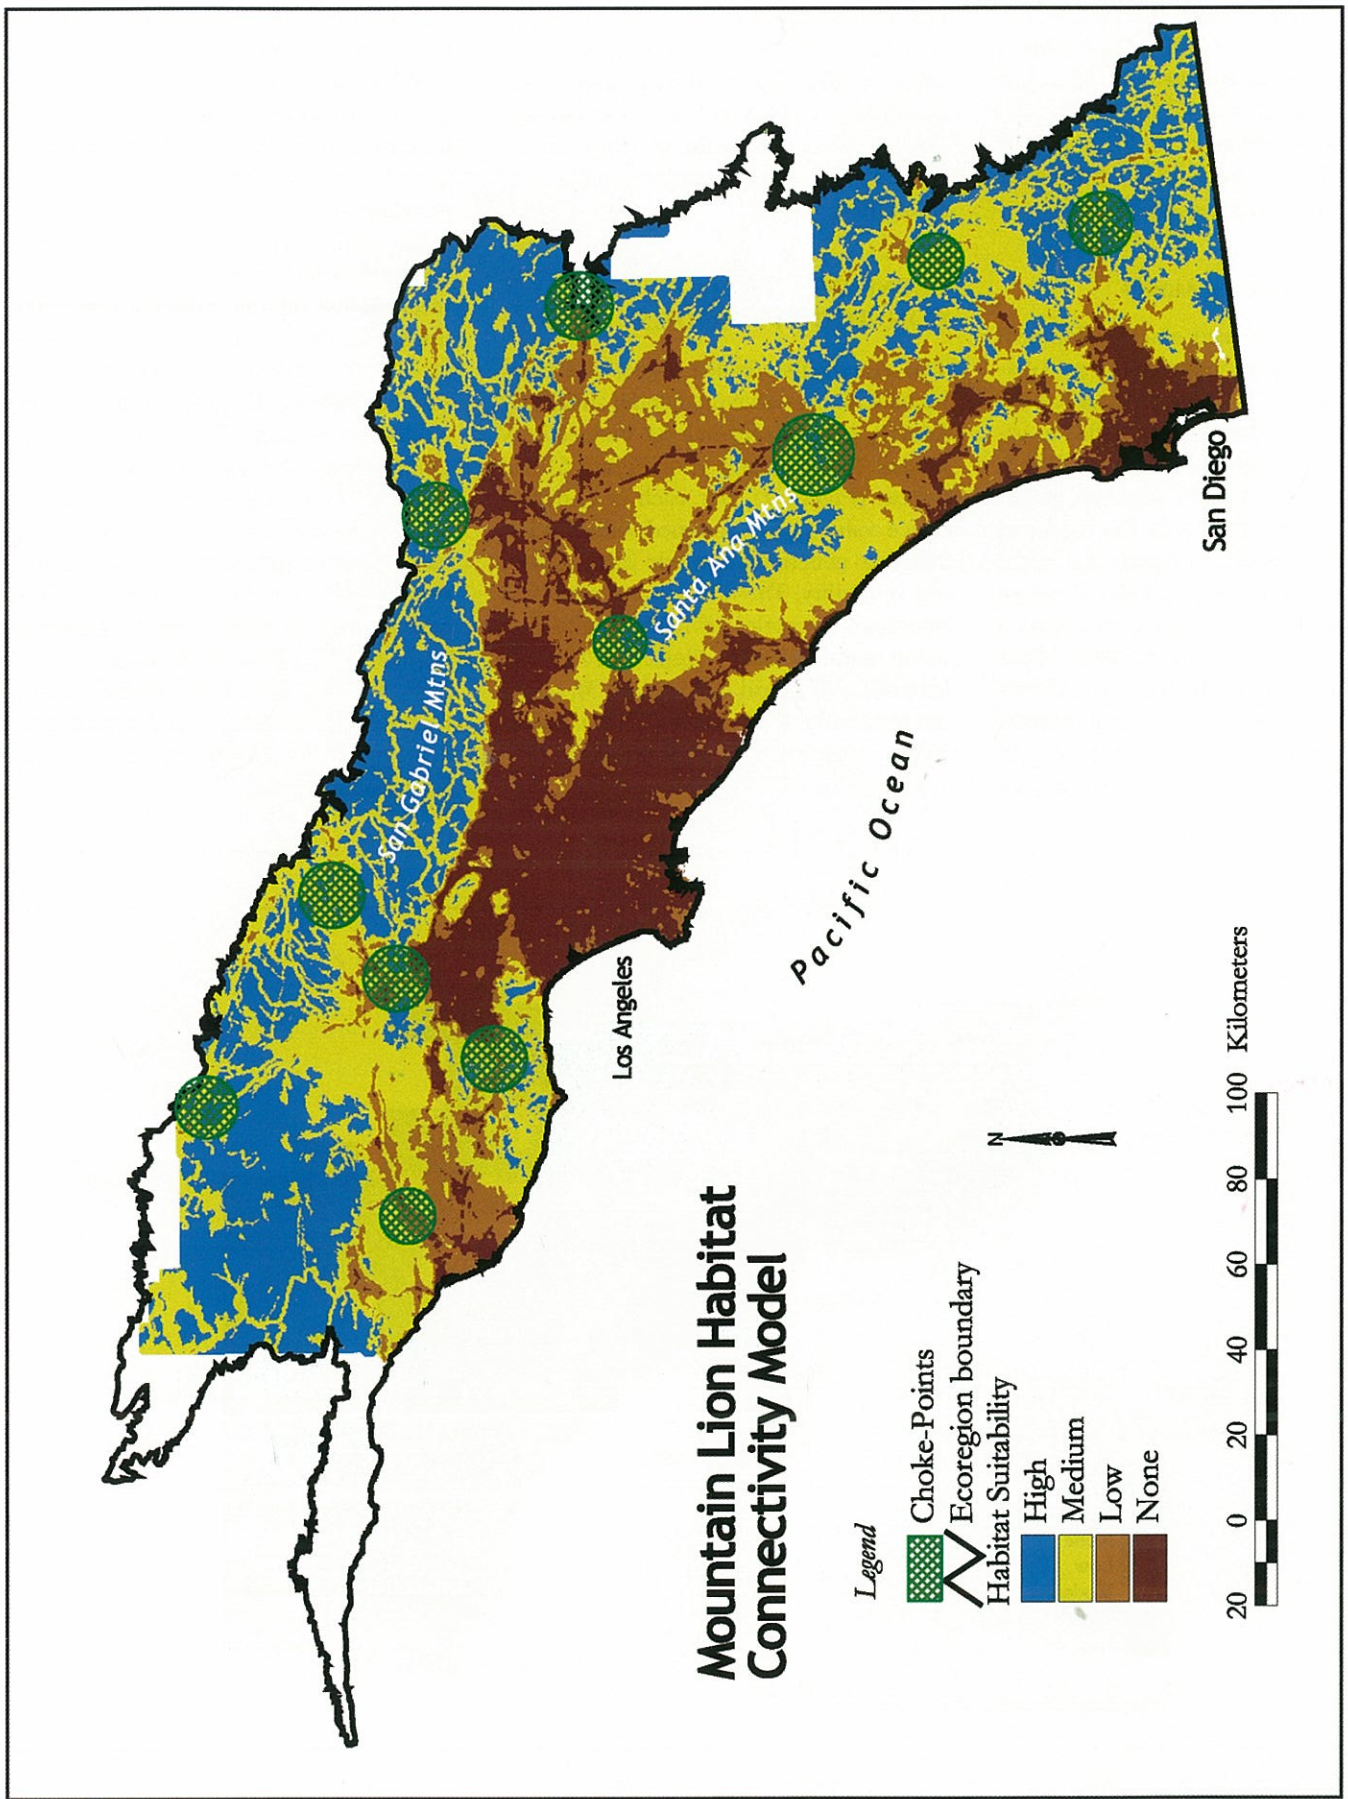 San Gabriel Mtns
Santa Ana Mtns
Los Angeles
Pacific Ocean
San Diego
Mountain Lion Habitat
Connectivity Model
Legend
Choke-Points
Ecoregion boundary
Habitat Suitability
High
Medium
Low
None
N
20 0 20 40 60 80 100 Kilometers